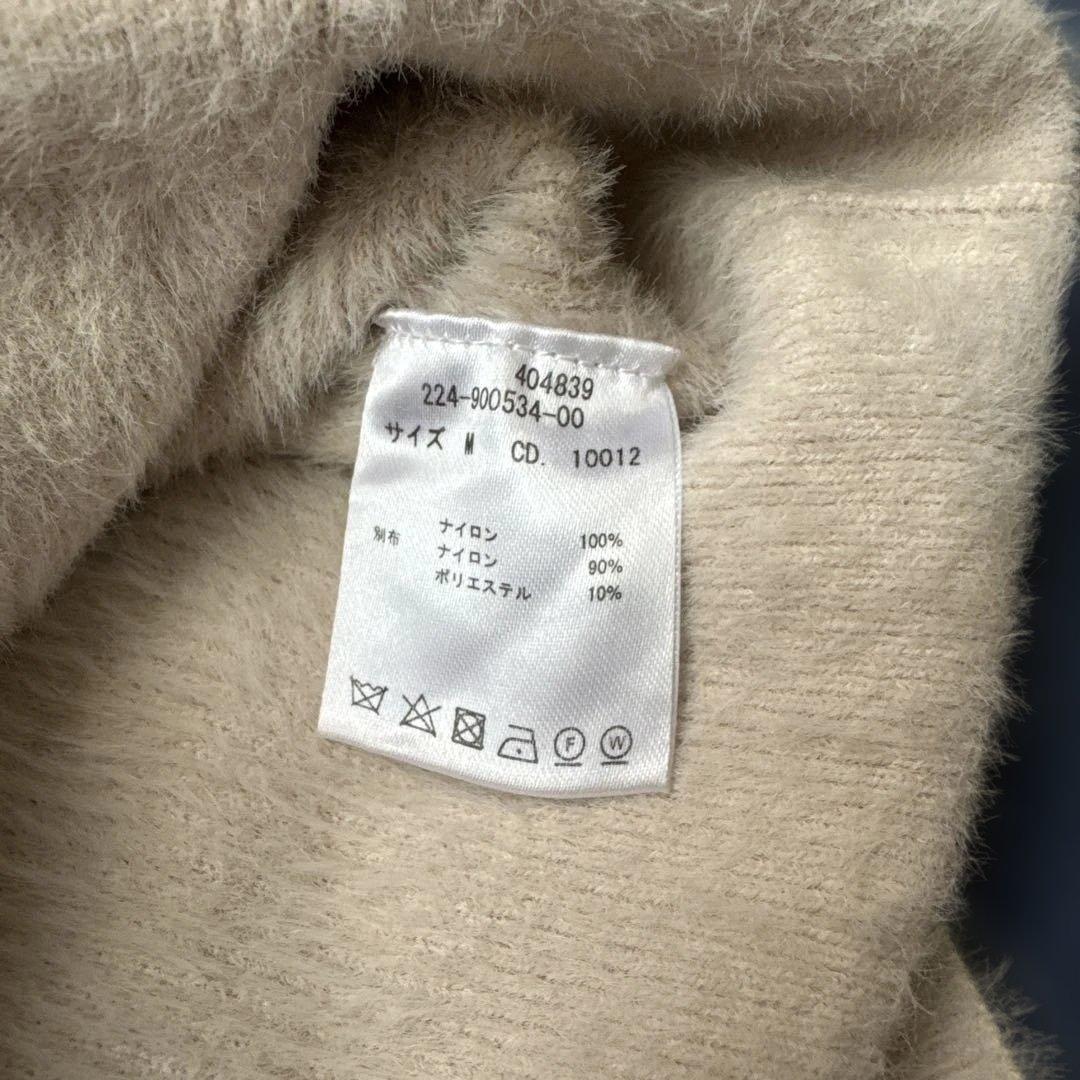 404839
224-900534-00
サイズ M CD. 10012
ナイロン 100%
別布 ナイロン 90%
ポリエステル 10%
F W